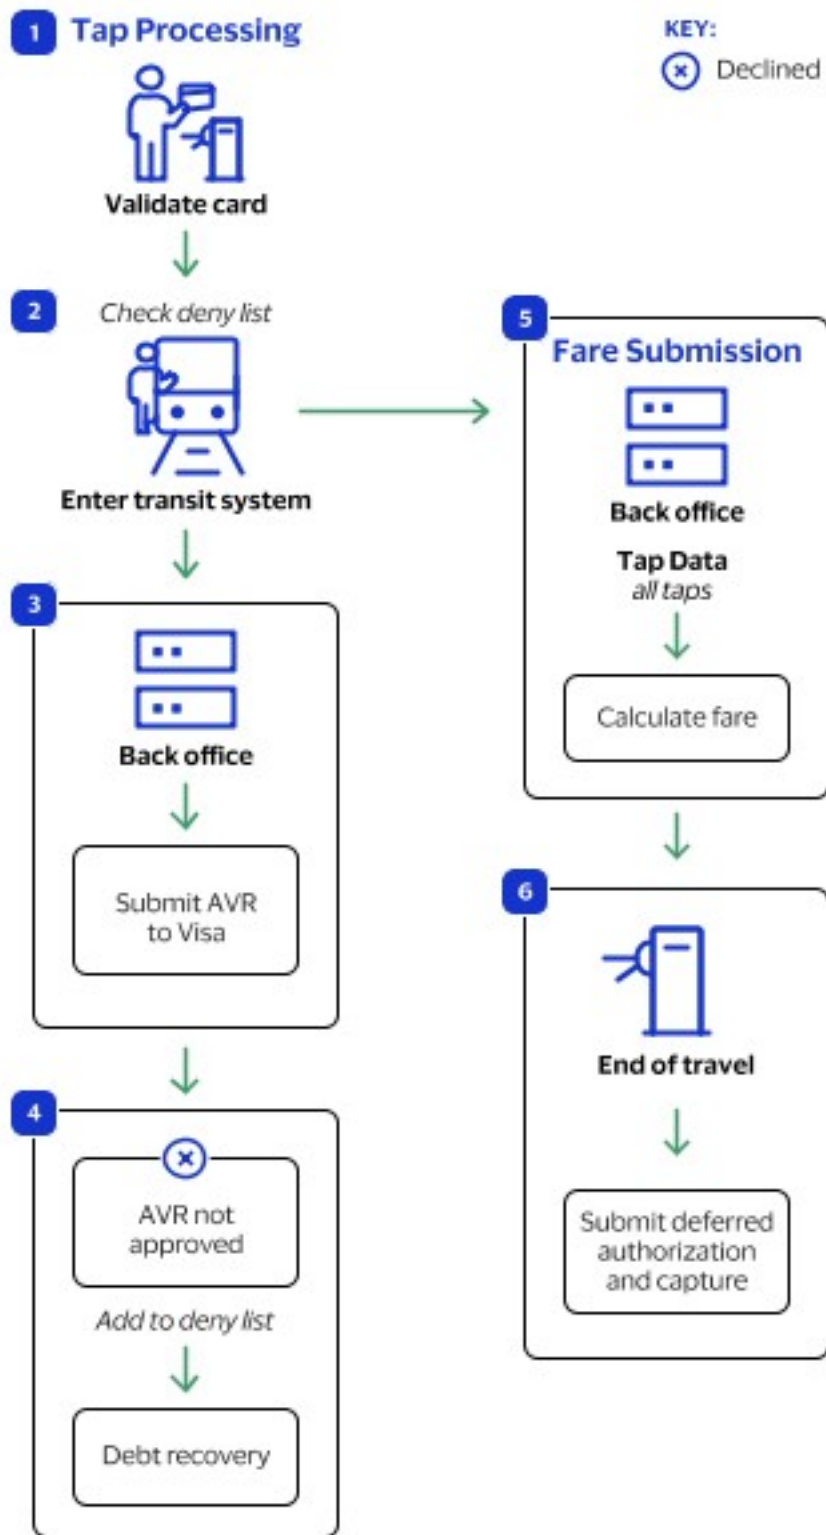 1 Tap Processing
KEY:
Declined
Validate card
2 Check deny list
Enter transit system
3
Back office
Submit AVR
to Visa
4
AVR not
approved
Add to deny list
Debt recovery
5
Fare Submission
Back office
Tap Data
all taps
Calculate fare
6
End of travel
Submit deferred
authorization
and capture